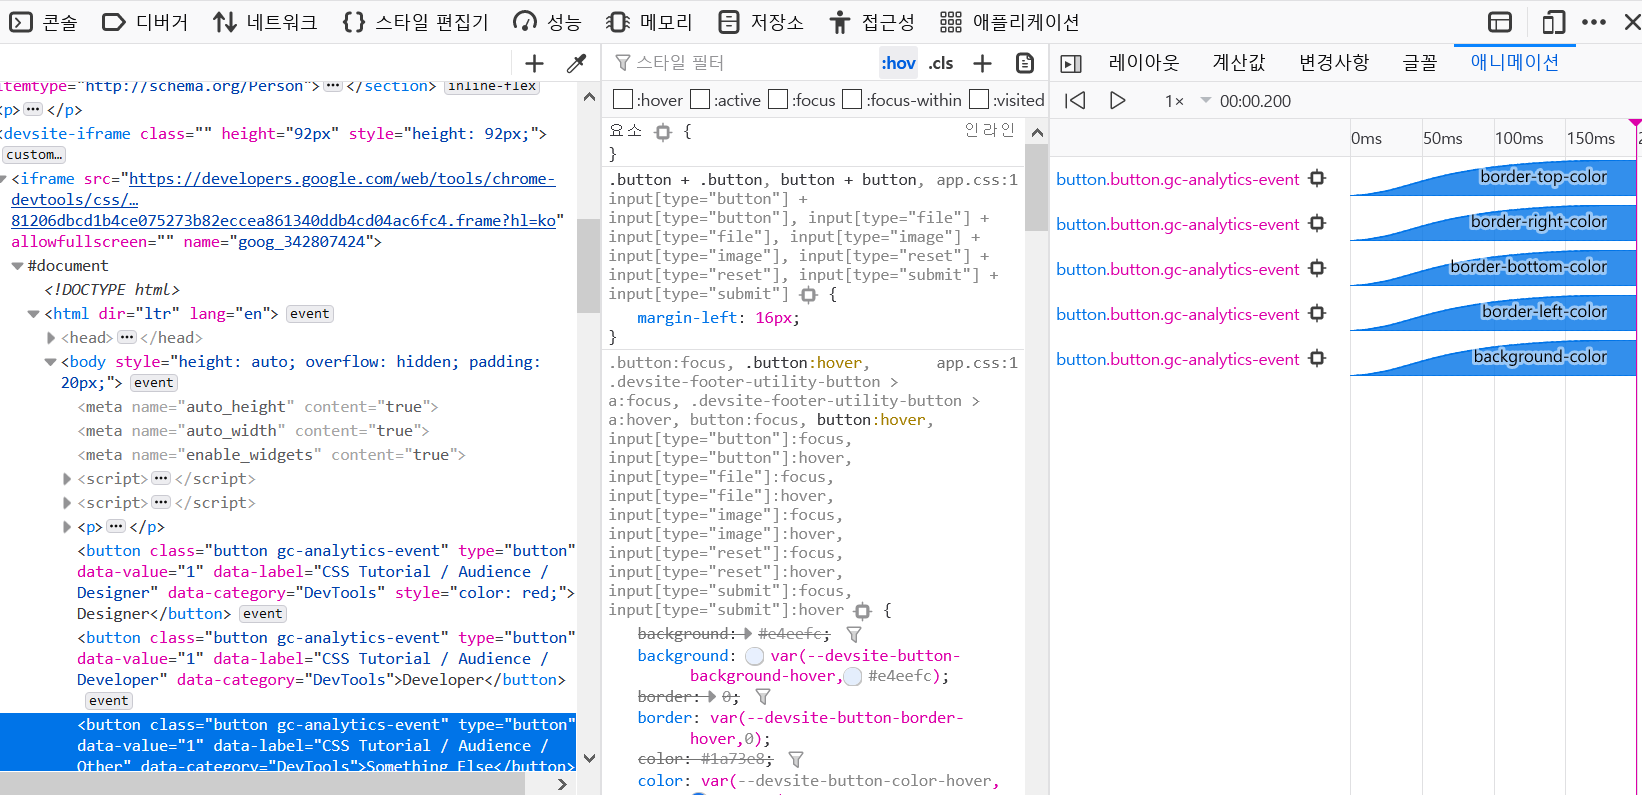 콘솔 디버거 네트워크 스타일 편집기 성능 메모리 저장소 접근성 애플리케이션
itemtype="http://schema.org/Person"> </section> inline-flex
<p> </p>
<devsite-iframe class="" height="92px" style="height: 92px;">
custom…
<iframe src="https://developers.google.com/web/tools/chrome-
devtools/css/…
81206dbcd1b4ce075273b82eccea861340ddb4cd04ac6fc4.frame?hl=ko"
allowfullscreen="" name="goog_342807424">
#document
<!DOCTYPE html>
<html dir="ltr" lang="en"> event
<head> </head>
<body style="height: auto; overflow: hidden; padding:
20px;"> event
<meta name="auto_height" content="true">
<meta name="auto_width" content="true">
<meta name="enable_widgets" content="true">
<script> </script>
<script> </script>
<p> </p>
<button class="button gc-analytics-event" type="button"
data-value="1" data-label="CSS Tutorial / Audience /
Designer" data-category="DevTools" style="color: red;">
Designer</button> event
<button class="button gc-analytics-event" type="button"
data-value="1" data-label="CSS Tutorial / Audience /
Developer" data-category="DevTools">Developer</button>
event
<button class="button gc-analytics-event" type="button"
data-value="1" data-label="CSS Tutorial / Audience /
Other" data-category="DevTools">Something Else</button>
스타일 필터 :hov .cls
:hover :active :focus :focus-within :visited
요소 { 인라인
}
.button + .button, button + button, app.css:1
input[type="button"] +
input[type="button"], input[type="file"] +
input[type="file"], input[type="image"] +
input[type="image"], input[type="reset"] +
input[type="reset"], input[type="submit"] +
input[type="submit"] {
margin-left: 16px;
}
.button:focus, .button:hover, app.css:1
.devsite-footer-utility-button >
a:focus, .devsite-footer-utility-button >
a:hover, button:focus, button:hover,
input[type="button"]:focus,
input[type="button"]:hover,
input[type="file"]:focus,
input[type="file"]:hover,
input[type="image"]:focus,
input[type="image"]:hover,
input[type="reset"]:focus,
input[type="reset"]:hover,
input[type="submit"]:focus,
input[type="submit"]:hover {
background: #e4eefc;
background: var(--devsite-button-
background-hover, #e4eefc);
border: 0;
border: var(--devsite-button-border-
hover,0);
color: #1a73e8;
color: var(--devsite-button-color-hover,
레이아웃 계산값 변경사항 글꼴 애니메이션
1× 00:00.200
0ms 50ms 100ms 150ms
button.button.gc-analytics-event border-top-color
button.button.gc-analytics-event border-right-color
button.button.gc-analytics-event border-bottom-color
button.button.gc-analytics-event border-left-color
button.button.gc-analytics-event background-color